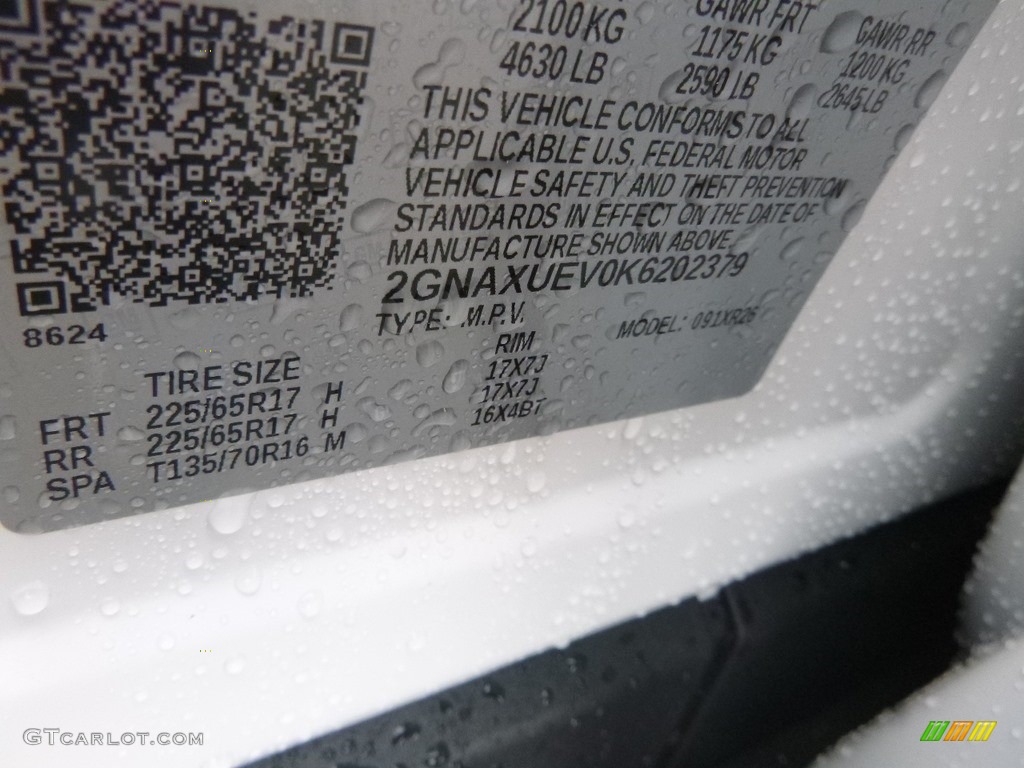 2100 KG
4630 LB
GAWR FRT
1175 KG
2590 LB
GAWR RR
1200 KG
2645 LB
THIS VEHICLE CONFORMS TO ALL
APPLICABLE U.S. FEDERAL MOTOR
VEHICLE SAFETY AND THEFT PREVENTION
STANDARDS IN EFFECT ON THE DATE OF
MANUFACTURE SHOWN ABOVE.
2GNAXUEV0K6202379
TYPE: M.P.V. MODEL: 091XR26
8624
TIRE SIZE RIM
FRT 225/65R17 H 17X7J
RR 225/65R17 H 17X7J
SPA T135/70R16 M 16X4BT
GTCARLOT.COM